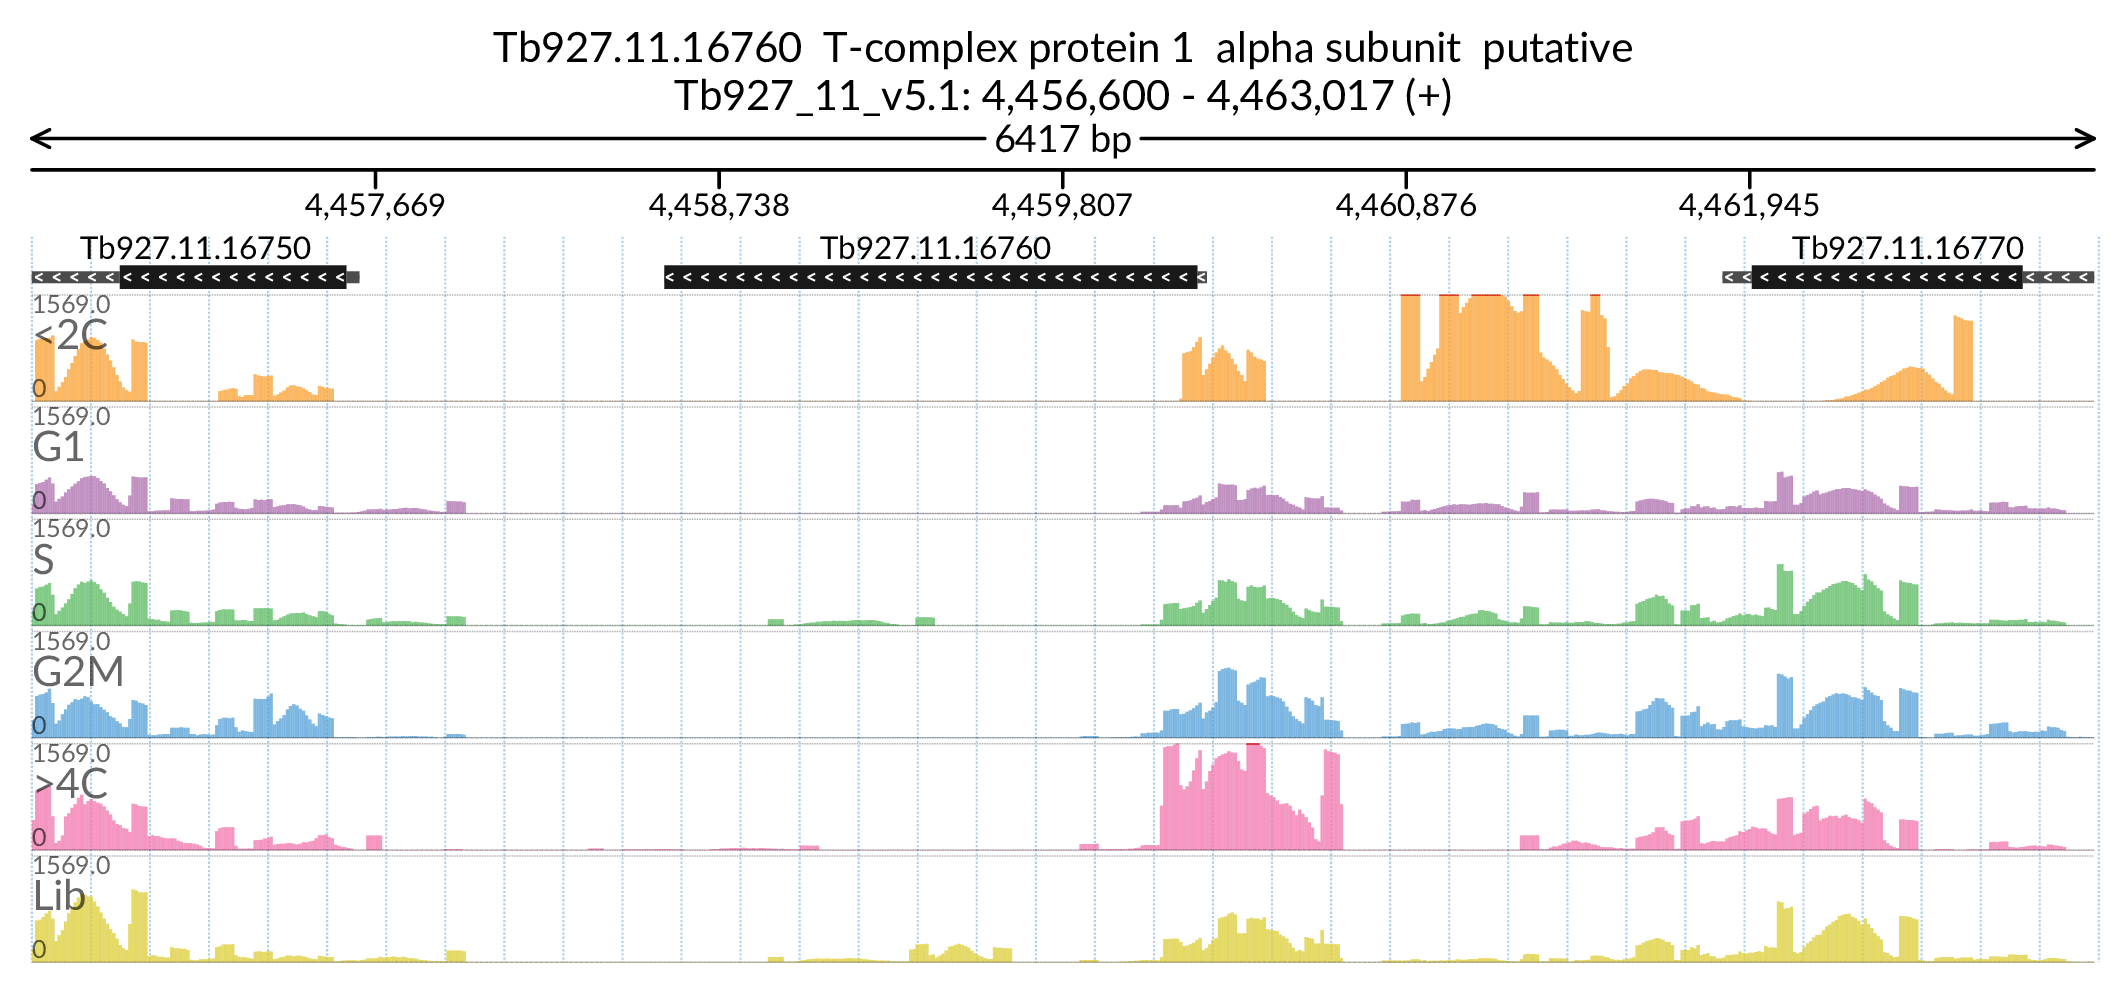 Tb927.11.16760  T-complex protein 1  alpha subunit  putative
Tb927_11_v5.1: 4,456,600 - 4,463,017 (+)
6417 bp
4,457,669 4,458,738 4,459,807 4,460,876 4,461,945
Tb927.11.16750 Tb927.11.16760 Tb927.11.16770
1569.0
<2C
0
1569.0
G1
0
1569.0
S
0
1569.0
G2M
0
1569.0
>4C
0
1569.0
Lib
0